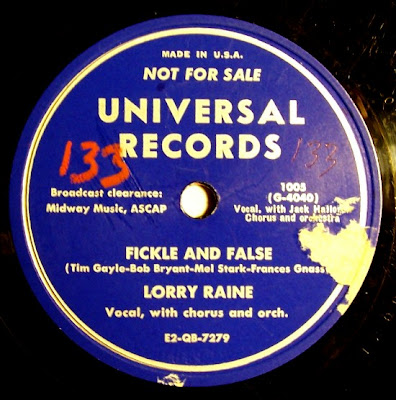 MADE IN U.S.A.
NOT FOR SALE
UNIVERSAL
RECORDS
133
133
Broadcast clearance:
Midway Music, ASCAP
1005
(G-4040)
Vocal, with Jack
Chorus and orchestra
FICKLE AND FALSE
(Tim Gayle-Bob Bryant-Mel Stark-Frances
LORRY RAINE
Vocal, with chorus and orch.
E2-QB-7279